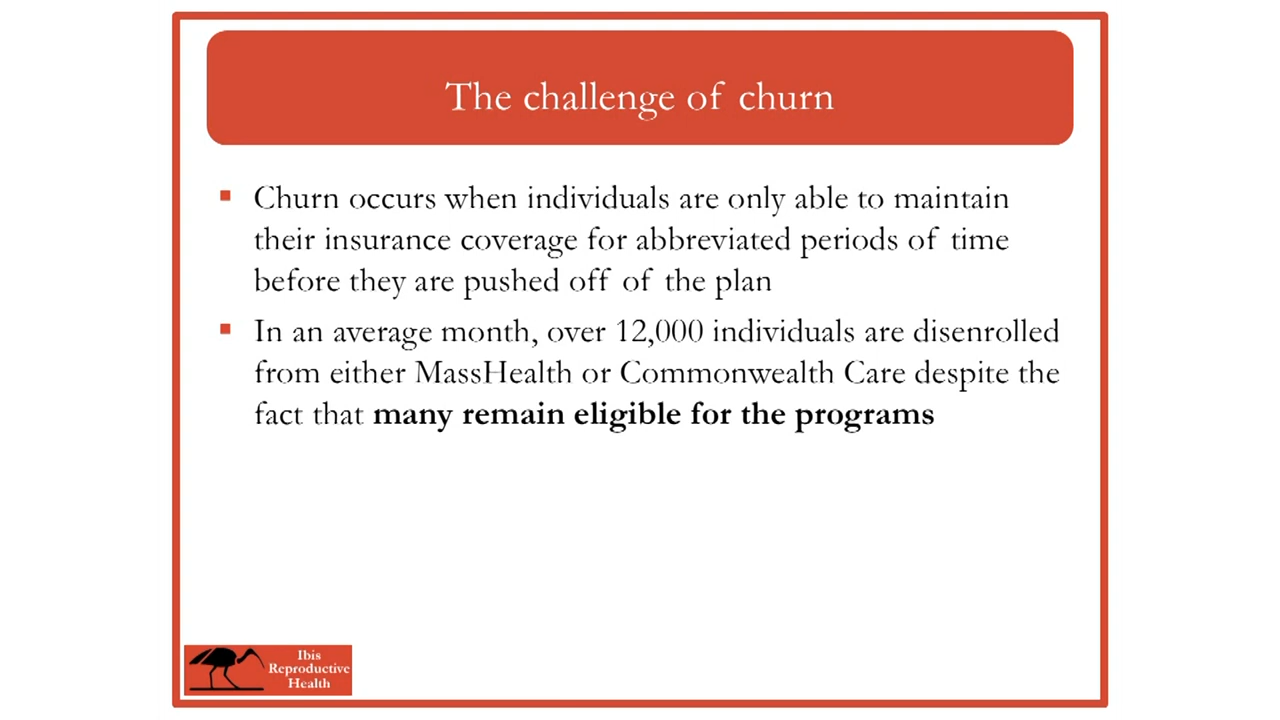 The challenge of churn
▪ Churn occurs when individuals are only able to maintain
their insurance coverage for abbreviated periods of time
before they are pushed off of the plan
▪ In an average month, over 12,000 individuals are disenrolled
from either MassHealth or Commonwealth Care despite the
fact that many remain eligible for the programs
Ibis
Reproductive
Health